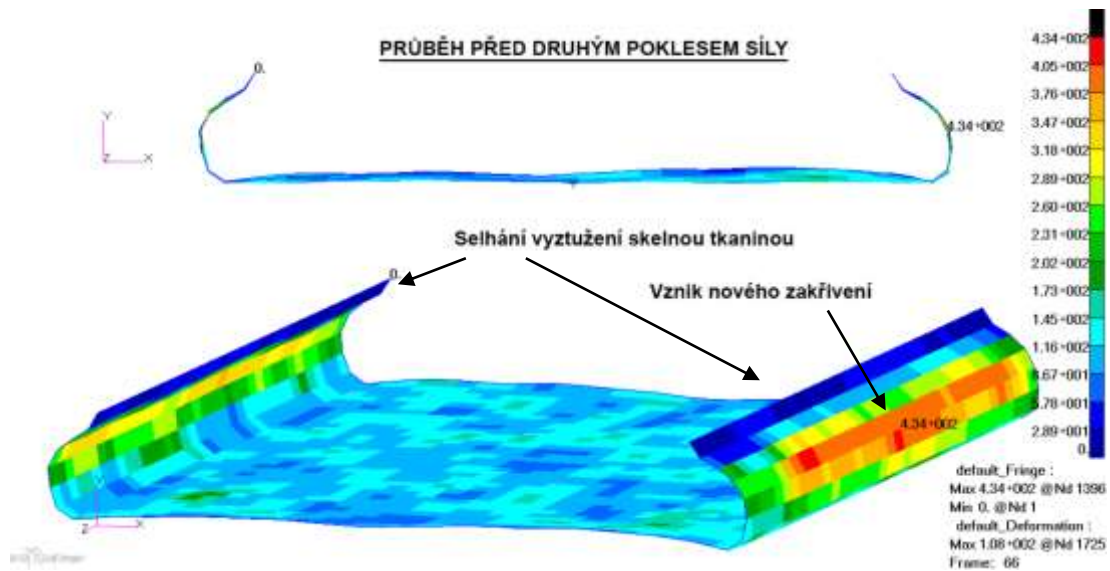 PRŮBĚH PŘED DRUHÝM POKLESEM SÍLY
0.
Y
Z
X
4.34+002
Selhání vyztužení skelnou tkaninou
0.
Vznik nového zakřivení
4.34+002
Z
X
4.34+002
4.05+002
3.76+002
3.47+002
3.18+002
2.89+002
2.60+002
2.31+002
2.02+002
1.73+002
1.45+002
1.16+002
8.67+001
5.78+001
2.89+001
0.
default_Fringe :
Max 4.34+002 @Nd 1396
Min 0. @Nd 1
default_Deformation :
Max 1.08+002 @Nd 1725
Frame: 66